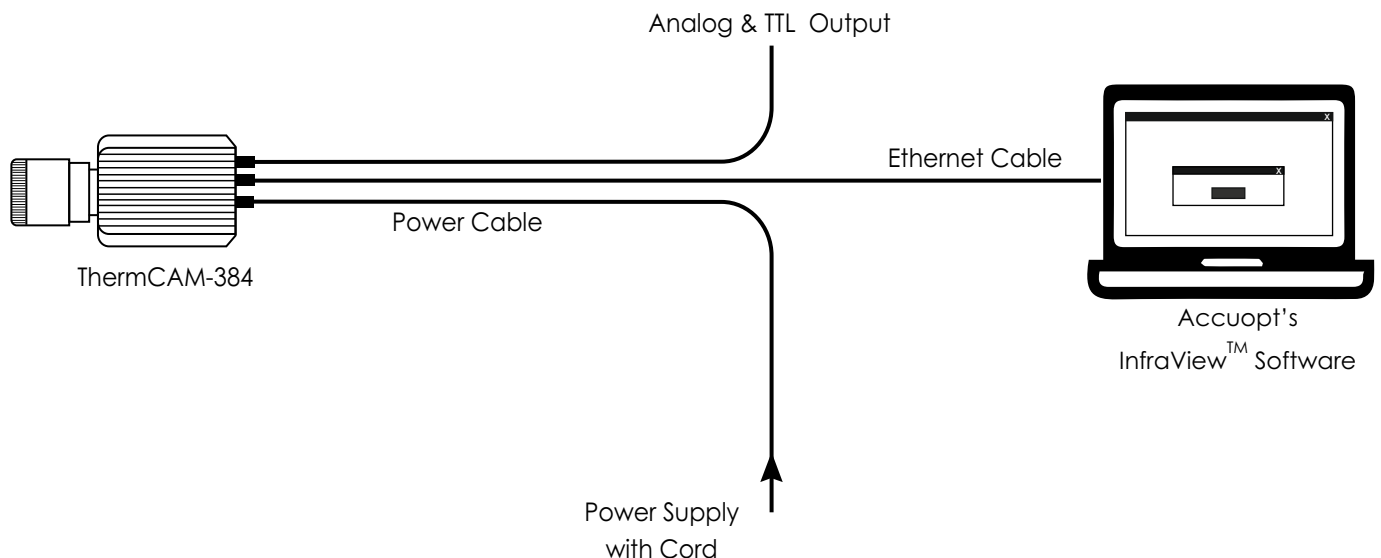 Analog & TTL Output
Ethernet Cable
Power Cable
ThermCAM-384
Accuopt's
InfraView™ Software
Power Supply
with Cord
X
X